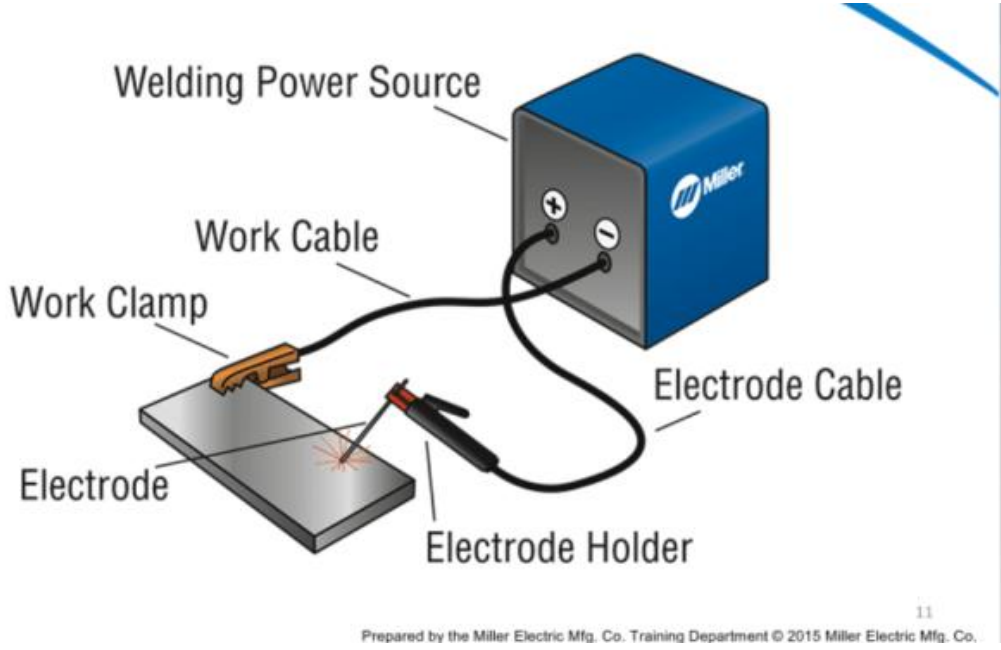 Welding Power Source
Miller
+
−
Work Cable
Work Clamp
Electrode Cable
Electrode
Electrode Holder
11
Prepared by the Miller Electric Mfg. Co. Training Department © 2015 Miller Electric Mfg. Co.